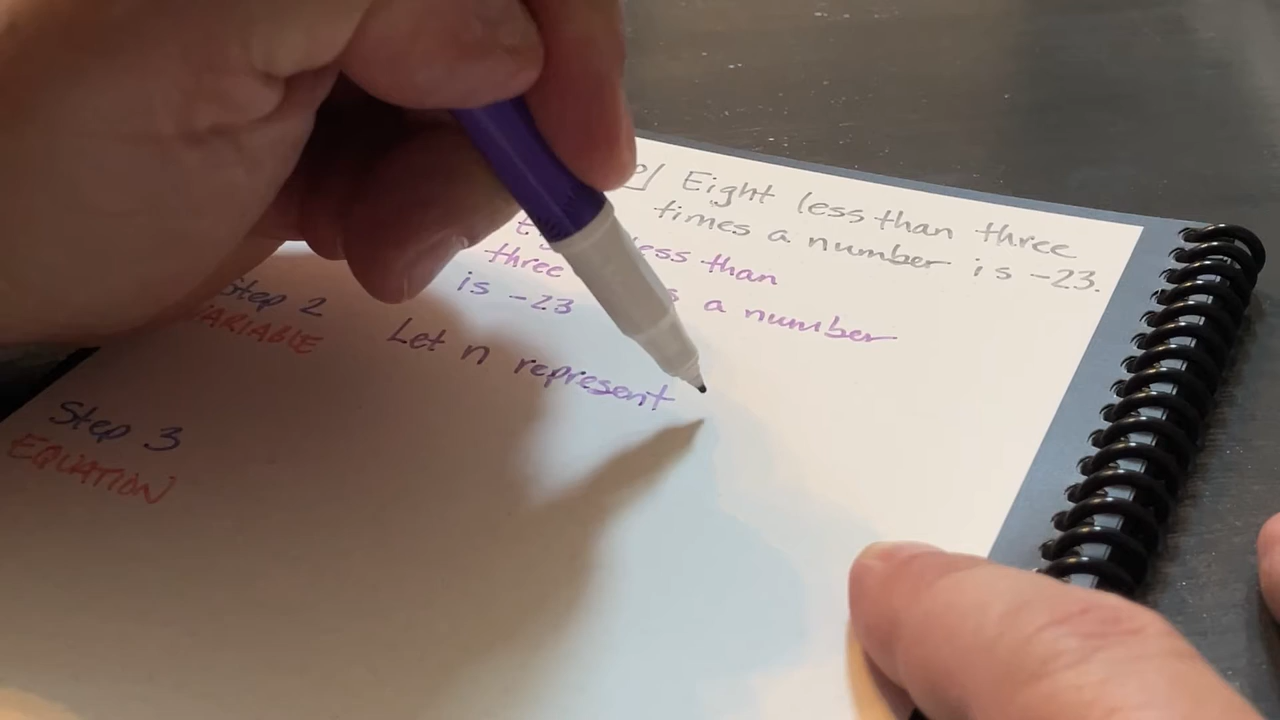 Eight less than three
times a number is -23.
less than
three a number
is -23
Step 2
VARIABLE
Let n represent
Step 3
EQUATION